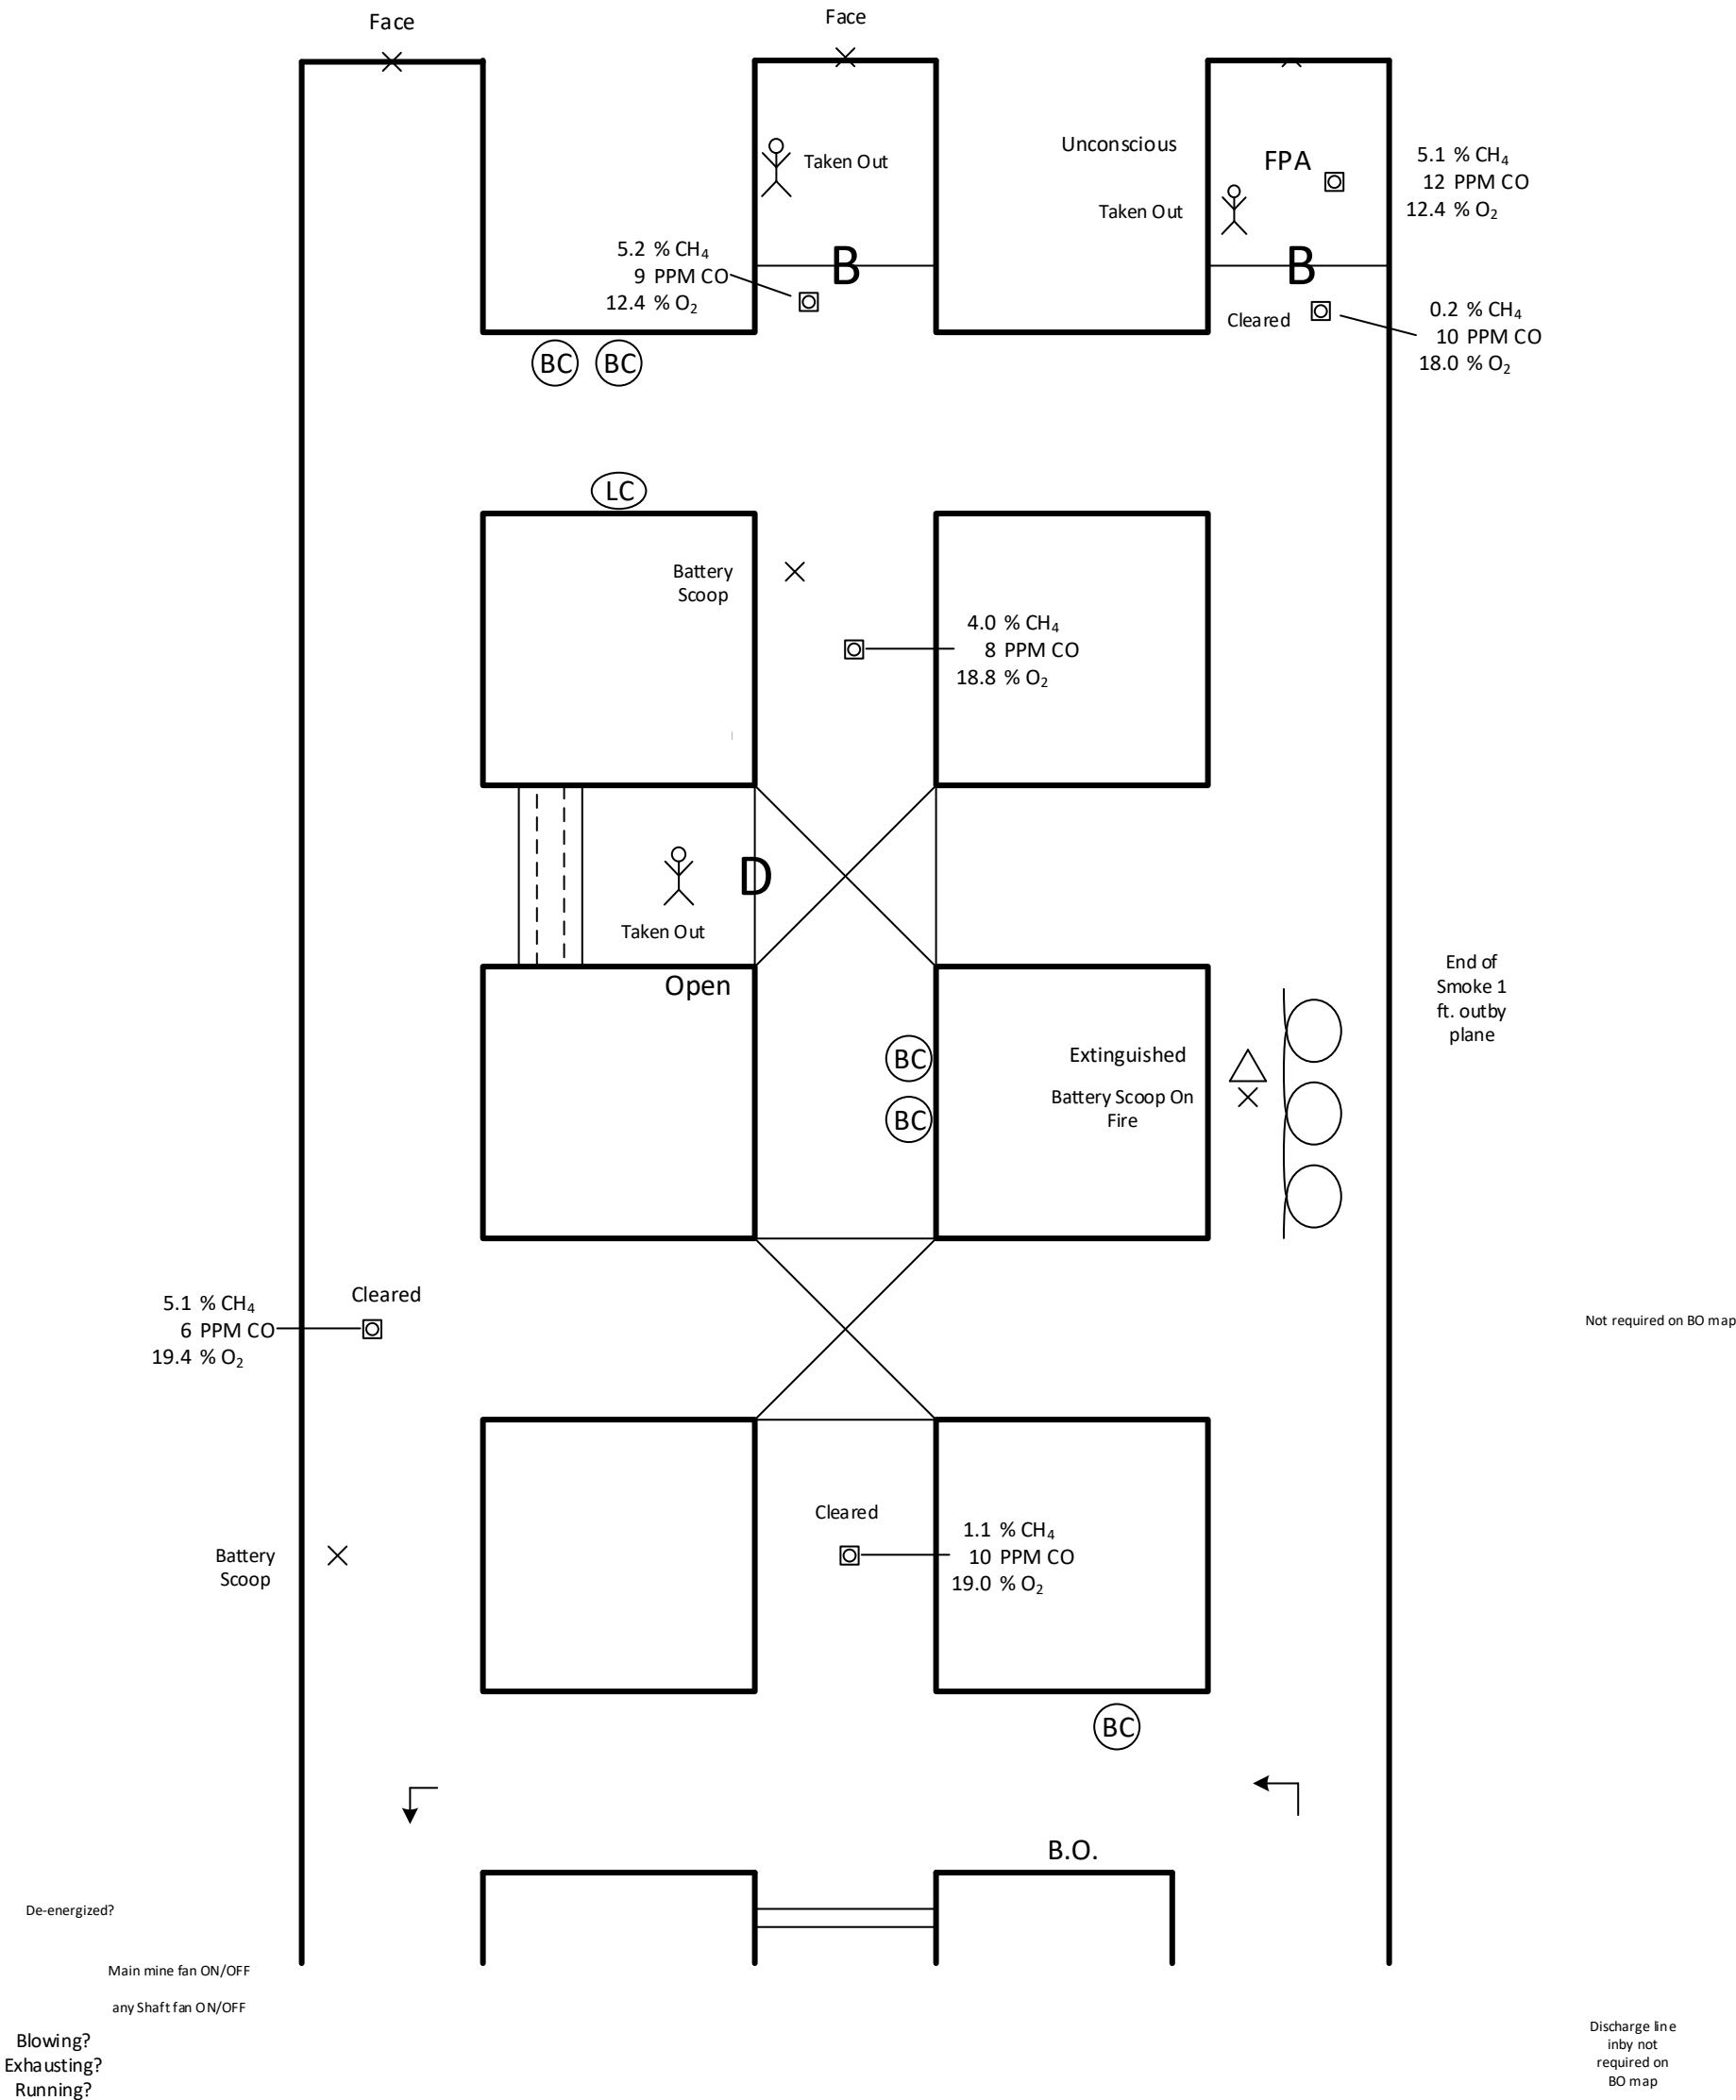 Face
Face
Unconscious
FPA
Taken Out
Taken Out
5.1 % CH₄
12 PPM CO
12.4 % O₂
5.2 % CH₄
9 PPM CO
12.4 % O₂
B
B
Cleared
0.2 % CH₄
10 PPM CO
18.0 % O₂
BC
BC
LC
Battery
Scoop
4.0 % CH₄
8 PPM CO
18.8 % O₂
D
Taken Out
Open
End of
Smoke 1
ft. outby
plane
BC
BC
Extinguished
Battery Scoop On
Fire
Cleared
5.1 % CH₄
6 PPM CO
19.4 % O₂
Not required on BO map
Cleared
1.1 % CH₄
10 PPM CO
19.0 % O₂
Battery
Scoop
BC
B.O.
De-energized?
Main mine fan ON/OFF
any Shaft fan ON/OFF
Blowing?
Exhausting?
Running?
Discharge line
inby not
required on
BO map